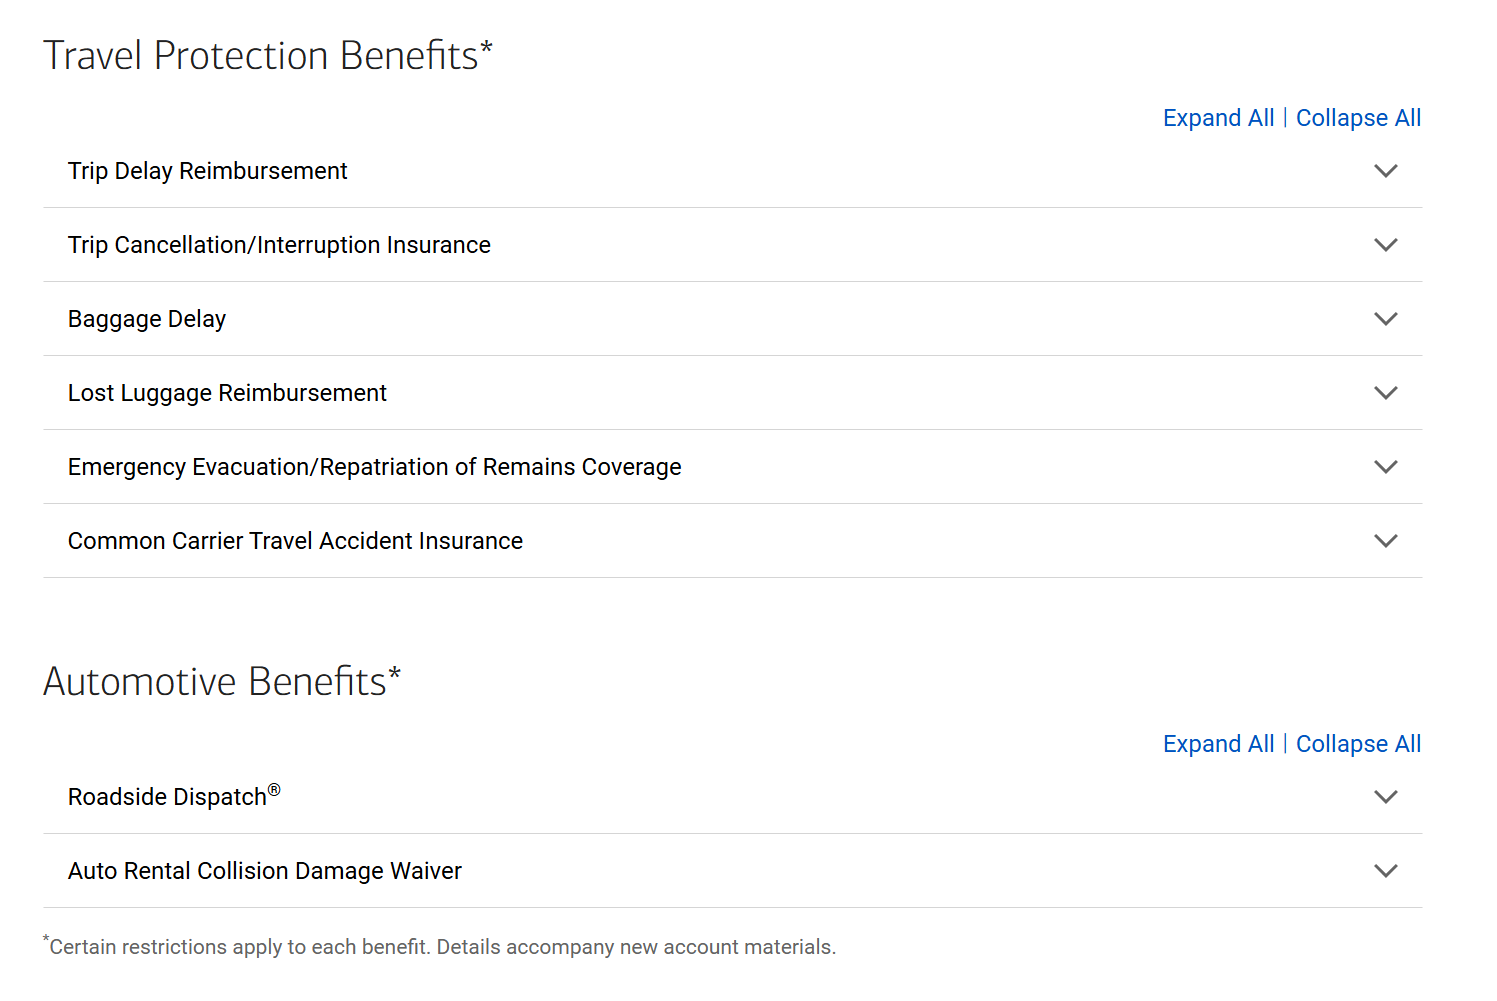 Travel Protection Benefits*
Expand All | Collapse All
Trip Delay Reimbursement
Trip Cancellation/Interruption Insurance
Baggage Delay
Lost Luggage Reimbursement
Emergency Evacuation/Repatriation of Remains Coverage
Common Carrier Travel Accident Insurance
Automotive Benefits*
Expand All | Collapse All
Roadside Dispatch®
Auto Rental Collision Damage Waiver
*Certain restrictions apply to each benefit. Details accompany new account materials.